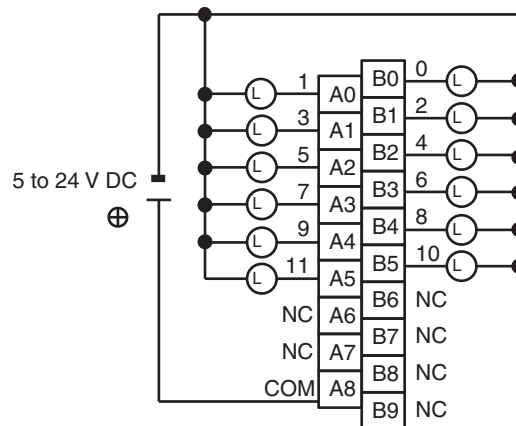 0
1 B0 L
L A0 2
3 B1 L
L A1 4
5 B2 L
5 to 24 V DC L A2 6
7 B3 L
⊕ L A3 8
9 B4 L
L A4 10
11 B5 L
L A5 B6 NC
NC A6 B7 NC
NC A7 B8 NC
COM A8 B9 NC